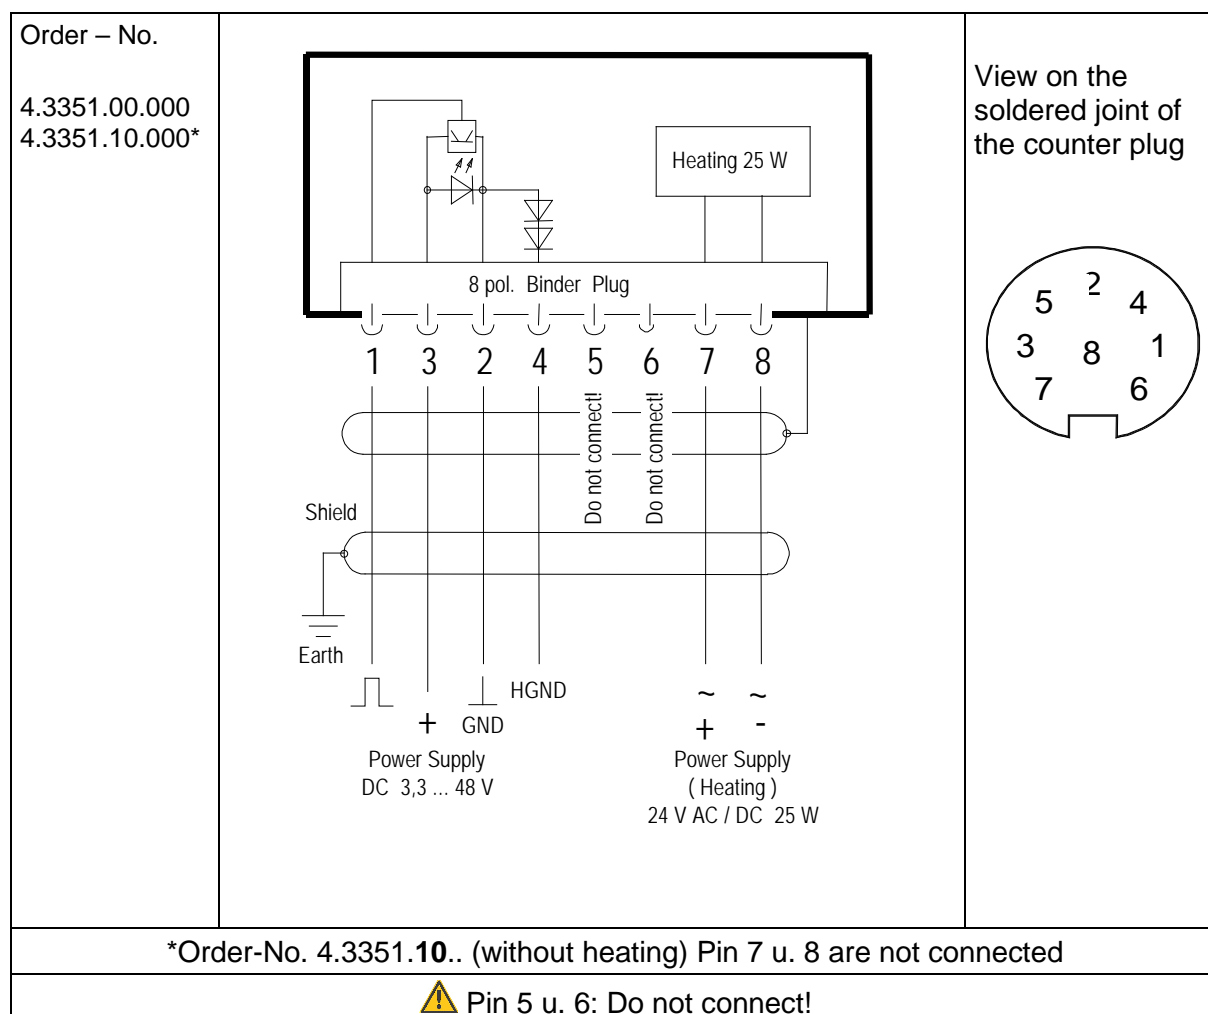 Order – No.
4.3351.00.000
4.3351.10.000*
Heating 25 W
8 pol. Binder Plug
1 3 2 4 5 6 7 8
Do not connect!
Do not connect!
Shield
Earth
HGND
+ GND
Power Supply
DC 3,3 ... 48 V
~ ~
+ -
Power Supply
( Heating )
24 V AC / DC 25 W
View on the
soldered joint of
the counter plug
5 2 4
3 8 1
7 6
*Order-No. 4.3351.10.. (without heating) Pin 7 u. 8 are not connected
Pin 5 u. 6: Do not connect!